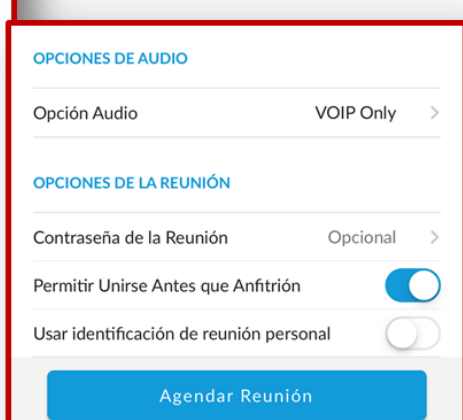 OPCIONES DE AUDIO
Opción Audio VOIP Only
OPCIONES DE LA REUNIÓN
Contraseña de la Reunión Opcional
Permitir Unirse Antes que Anfitrión
Usar identificación de reunión personal
Agendar Reunión